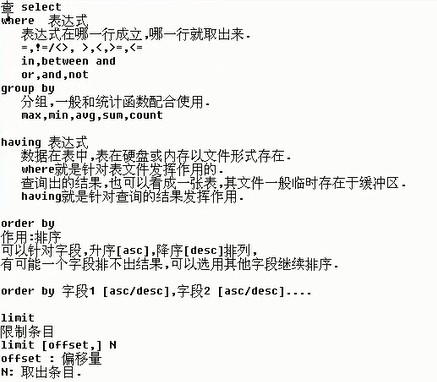 查 select
where 表达式
表达式在哪一行成立,哪一行就取出来.
=,!=/<>, >,<,>=,<=
in,between and
or,and,not
group by
分组,一般和统计函数配合使用.
max,min,avg,sum,count
having 表达式
数据在表中,表在硬盘或内存以文件形式存在.
where就是针对表文件发挥作用的.
查询出的结果,也可以看成一张表,其文件一般临时存在于缓冲区.
having就是针对查询的结果发挥作用.
order by
作用:排序
可以针对字段,升序[asc],降序[desc]排列,
有可能一个字段排不出结果,可以选用其他字段继续排序.
order by 字段1 [asc/desc],字段2 [asc/desc]....
limit
限制条目
limit [offset,] N
offset : 偏移量
N: 取出条目.